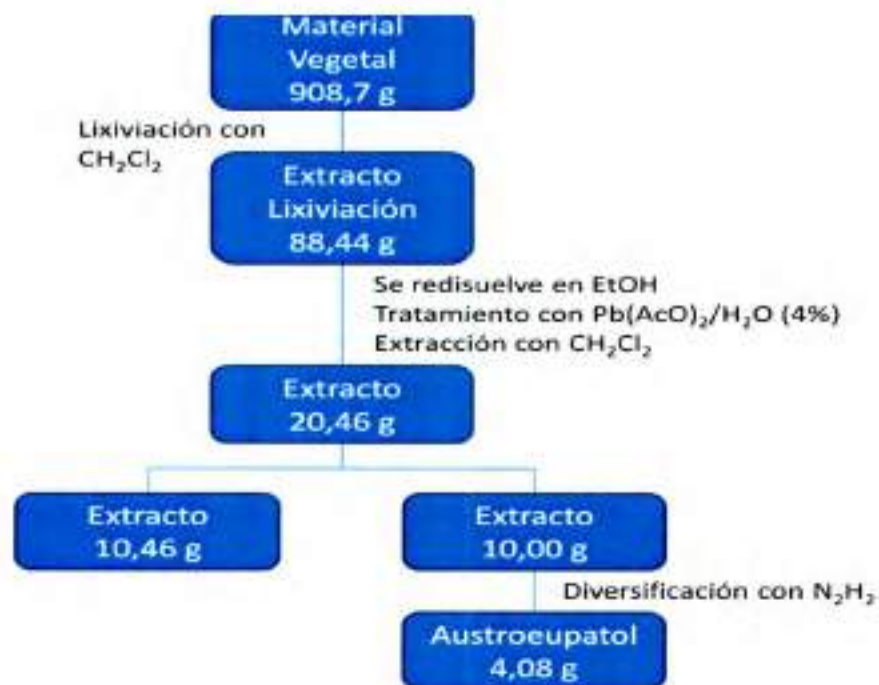 Material
Vegetal
908,7 g
Lixiviación con
CH₂Cl₂
Extracto
Lixiviación
88,44 g
Se redisuelve en EtOH
Tratamiento con Pb(AcO)₂/H₂O (4%)
Extracción con CH₂Cl₂
Extracto
20,46 g
Extracto
10,46 g
Extracto
10,00 g
Diversificación con N₂H₂
Austroeupatol
4,08 g